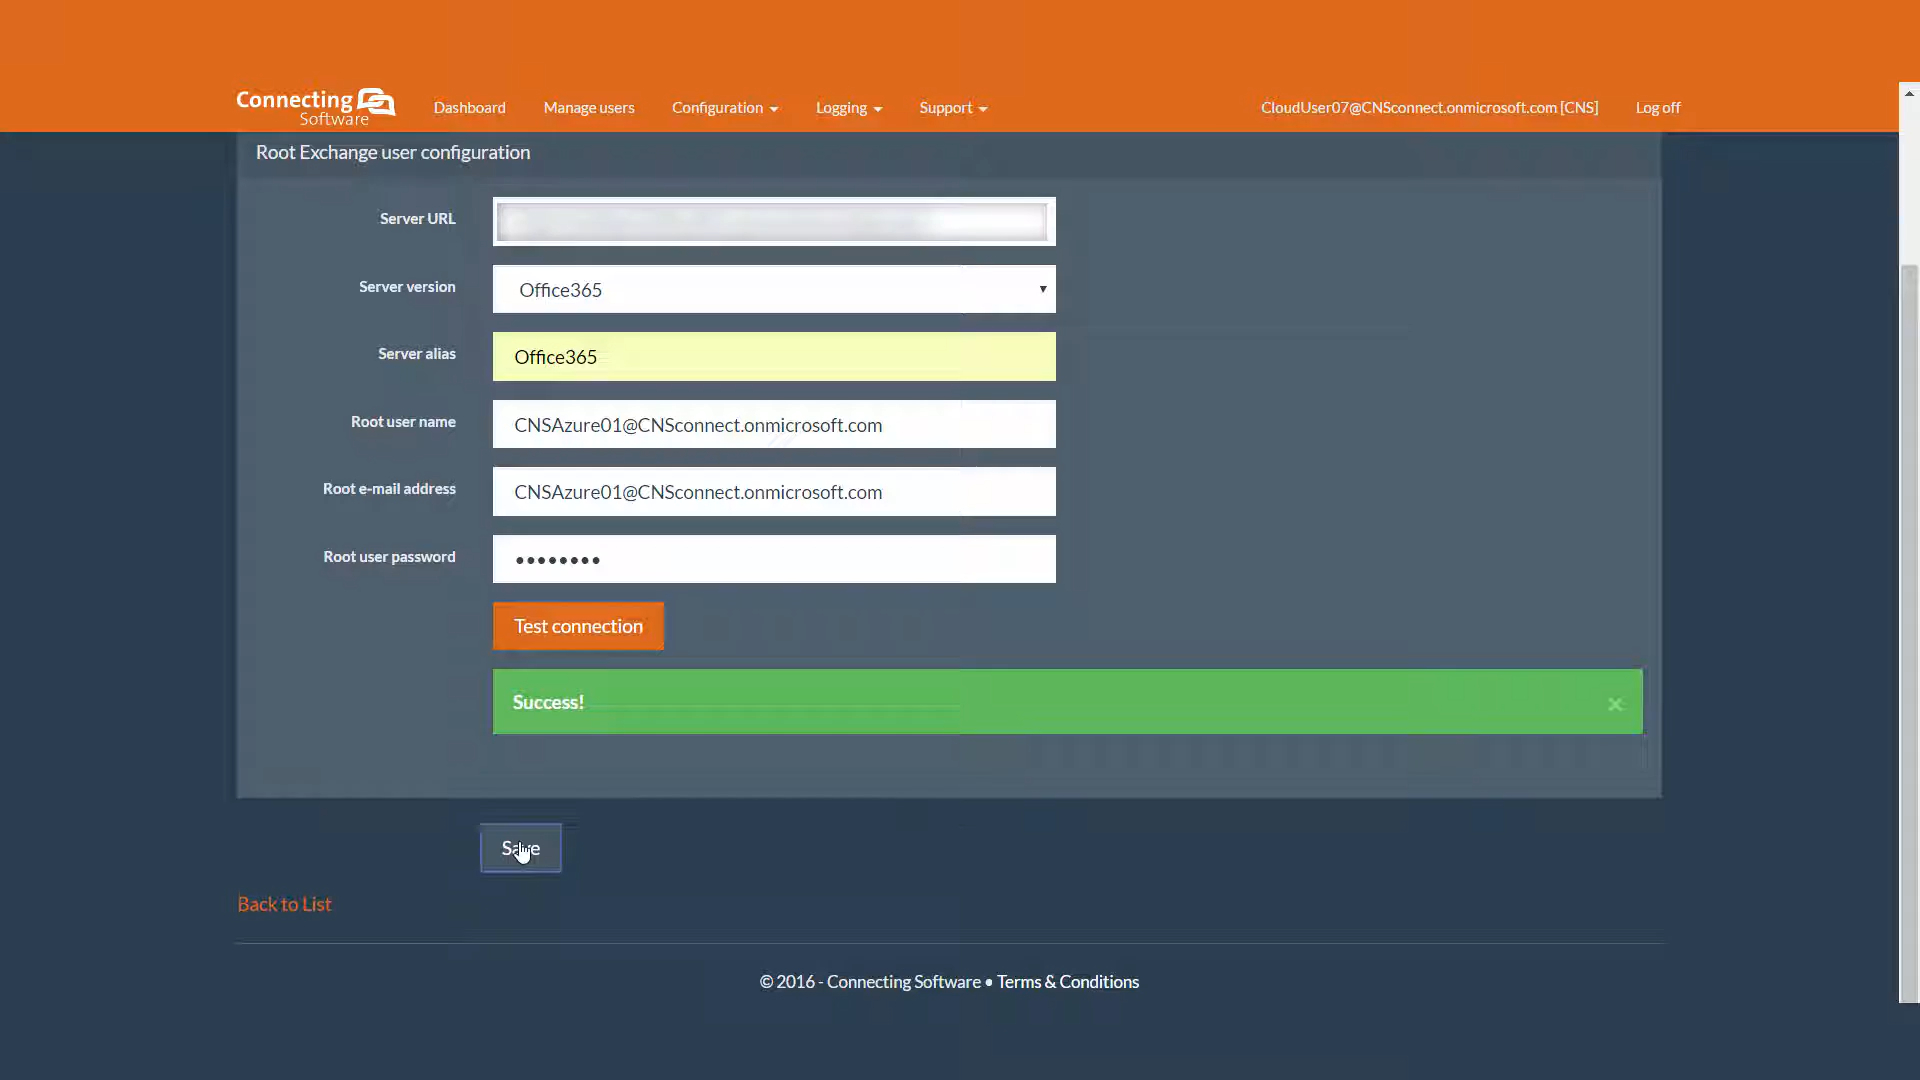 Connecting
Software
Dashboard
Manage users
Configuration
Logging
Support
CloudUser07@CNSconnect.onmicrosoft.com [CNS]
Log off
Root Exchange user configuration
Server URL
Server version
Office365
Server alias
Office365
Root user name
CNSAzure01@CNSconnect.onmicrosoft.com
Root e-mail address
CNSAzure01@CNSconnect.onmicrosoft.com
Root user password
••••••••
Test connection
Success!
×
Save
Back to List
© 2016 - Connecting Software • Terms & Conditions